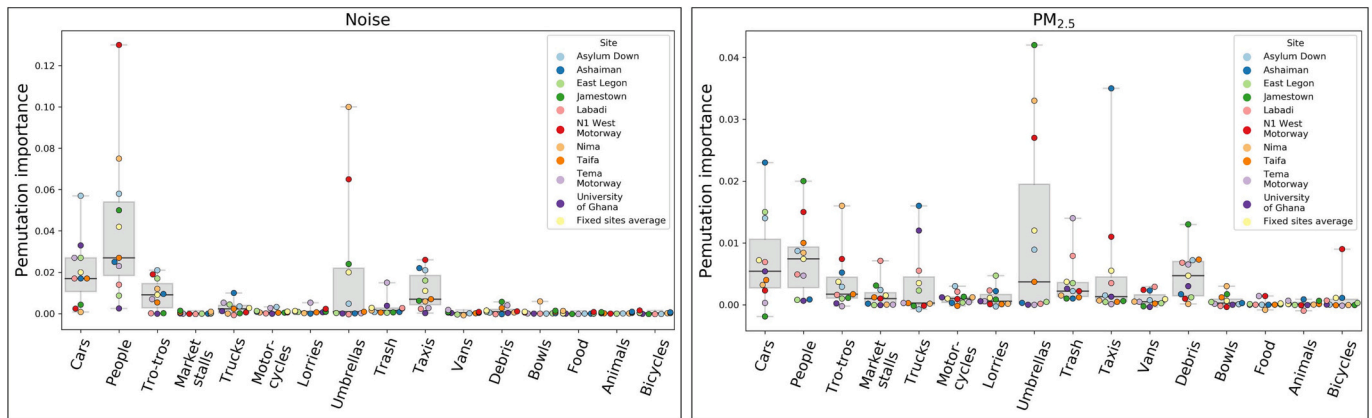 Noise
Pemutation importance
0.12
0.10
0.08
0.06
0.04
0.02
0.00
Site
Asylum Down
Ashaiman
East Legon
Jamestown
Labadi
N1 West
Motorway
Nima
Taifa
Tema
Motorway
University
of Ghana
Fixed sites average
Cars
People
Tro-tros
Market
stalls
Trucks
Motor-
cycles
Lorries
Umbrellas
Trash
Taxis
Vans
Debris
Bowls
Food
Animals
Bicycles
PM2.5
Pemutation importance
0.04
0.03
0.02
0.01
0.00
Site
Asylum Down
Ashaiman
East Legon
Jamestown
Labadi
N1 West
Motorway
Nima
Taifa
Tema
Motorway
University
of Ghana
Fixed sites average
Cars
People
Tro-tros
Market
stalls
Trucks
Motor-
cycles
Lorries
Umbrellas
Trash
Taxis
Vans
Debris
Bowls
Food
Animals
Bicycles